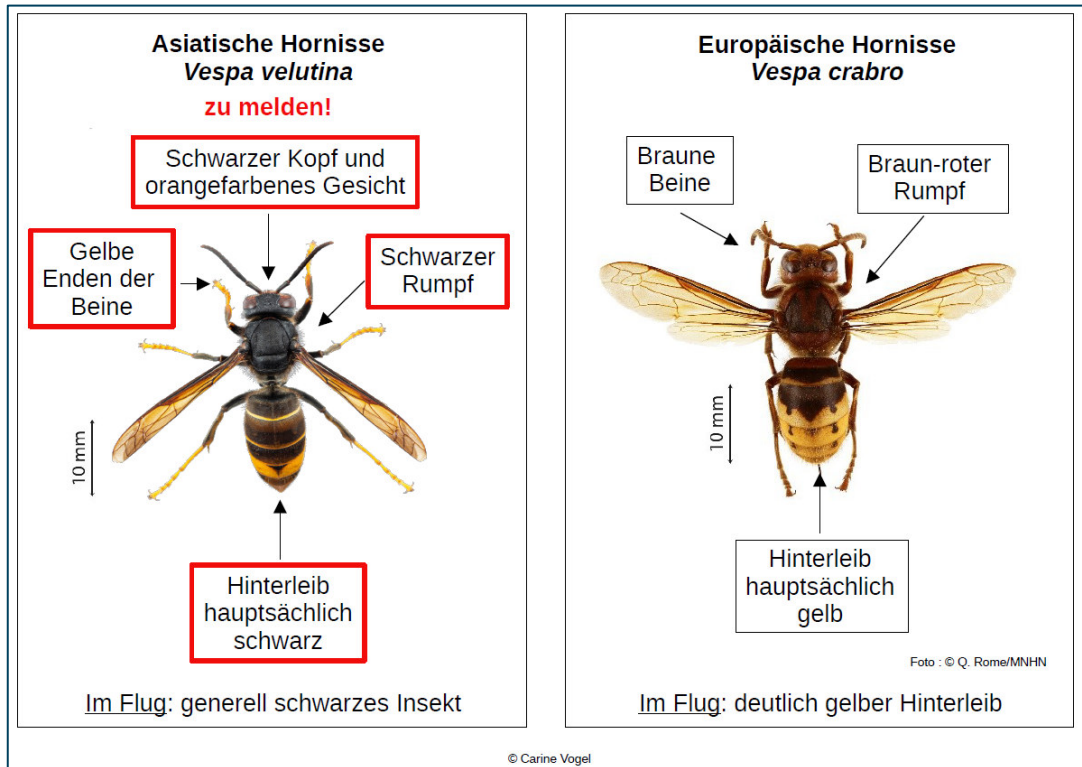 Asiatische Hornisse
Vespa velutina
zu melden!
Schwarzer Kopf und
orangefarbenes Gesicht
Gelbe
Enden der
Beine
Schwarzer
Rumpf
10 mm
Hinterleib
hauptsächlich
schwarz
Im Flug: generell schwarzes Insekt
Europäische Hornisse
Vespa crabro
Braune
Beine
Braun-roter
Rumpf
10 mm
Hinterleib
hauptsächlich
gelb
Foto : © Q. Rome/MNHN
Im Flug: deutlich gelber Hinterleib
© Carine Vogel